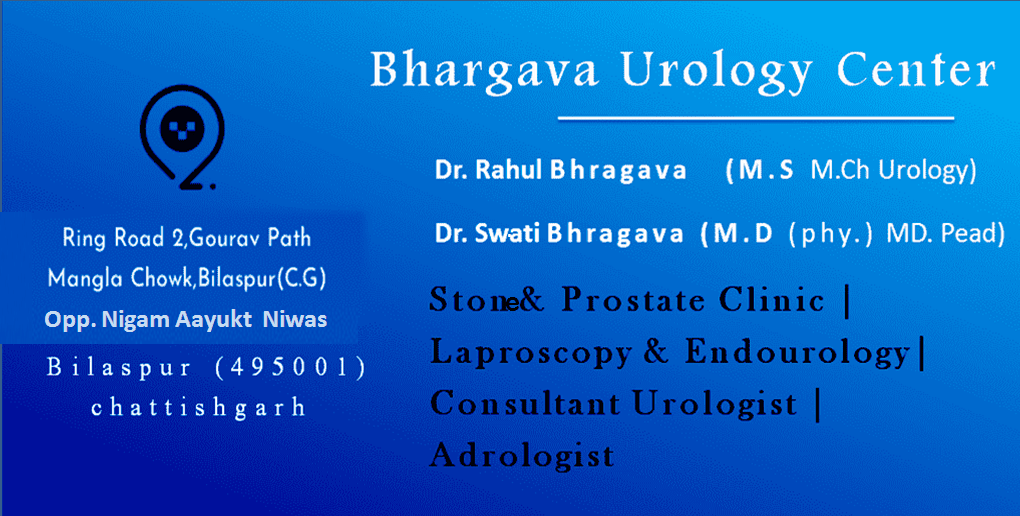 Bhargava Urology Center
Dr. Rahul Bhragava (M.S M.Ch Urology)
Dr. Swati Bhragava (M.D (phy.) MD. Pead)
Stone& Prostate Clinic |
Laproscopy & Endourology|
Consultant Urologist |
Adrologist
Ring Road 2,Gourav Path
Mangla Chowk,Bilaspur(C.G)
Opp. Nigam Aayukt Niwas
Bilaspur (495001)
chattishgarh